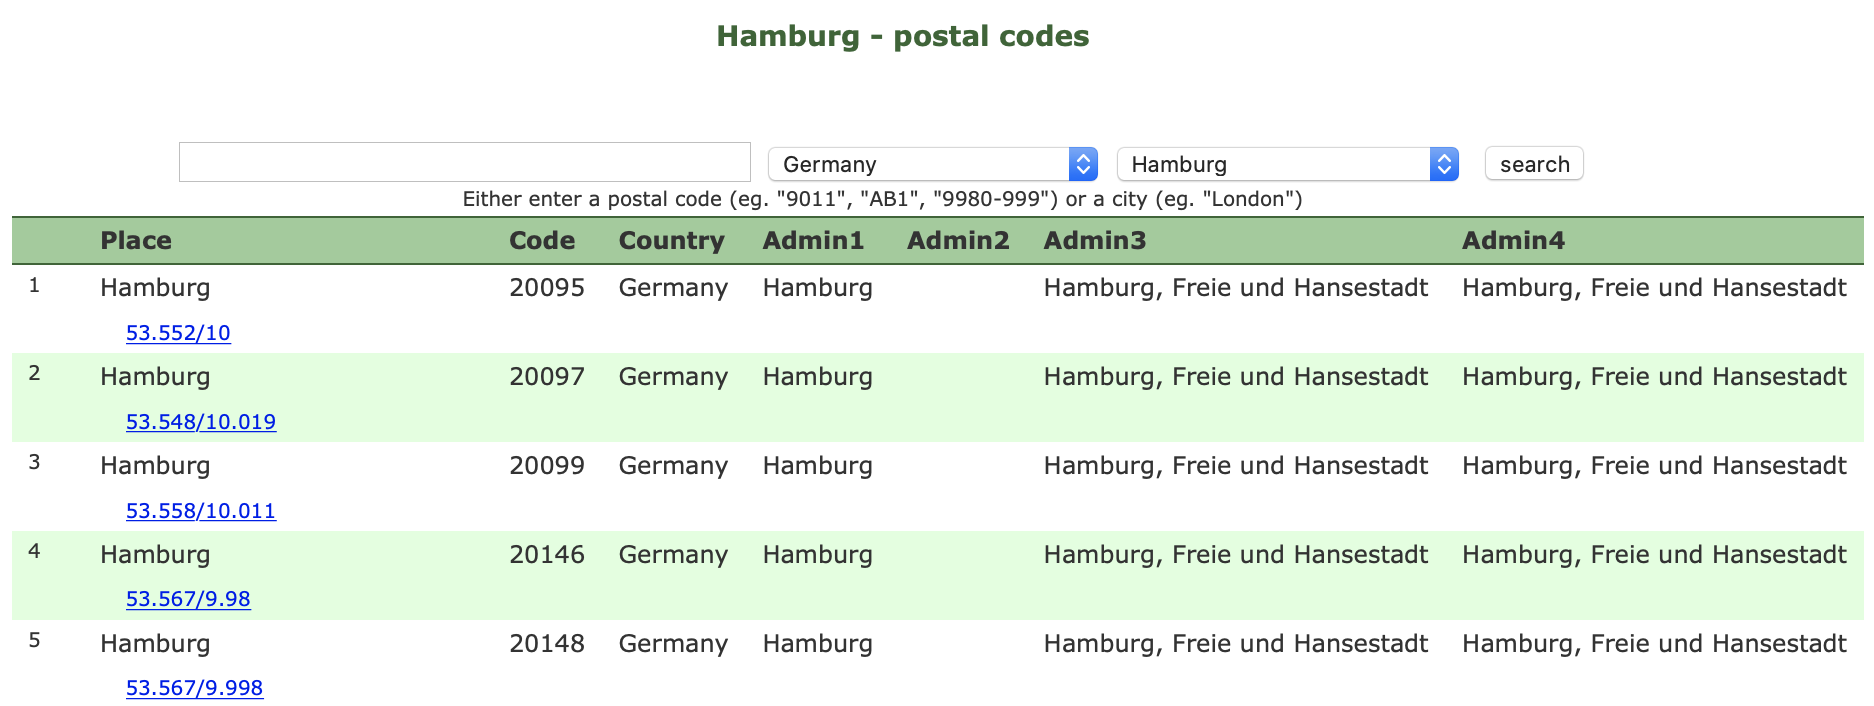 Hamburg - postal codes
Germany Hamburg search
Either enter a postal code (eg. "9011", "AB1", "9980-999") or a city (eg. "London")
Place Code Country Admin1 Admin2 Admin3 Admin4
1 Hamburg 20095 Germany Hamburg Hamburg, Freie und Hansestadt Hamburg, Freie und Hansestadt
53.552/10
2 Hamburg 20097 Germany Hamburg Hamburg, Freie und Hansestadt Hamburg, Freie und Hansestadt
53.548/10.019
3 Hamburg 20099 Germany Hamburg Hamburg, Freie und Hansestadt Hamburg, Freie und Hansestadt
53.558/10.011
4 Hamburg 20146 Germany Hamburg Hamburg, Freie und Hansestadt Hamburg, Freie und Hansestadt
53.567/9.98
5 Hamburg 20148 Germany Hamburg Hamburg, Freie und Hansestadt Hamburg, Freie und Hansestadt
53.567/9.998